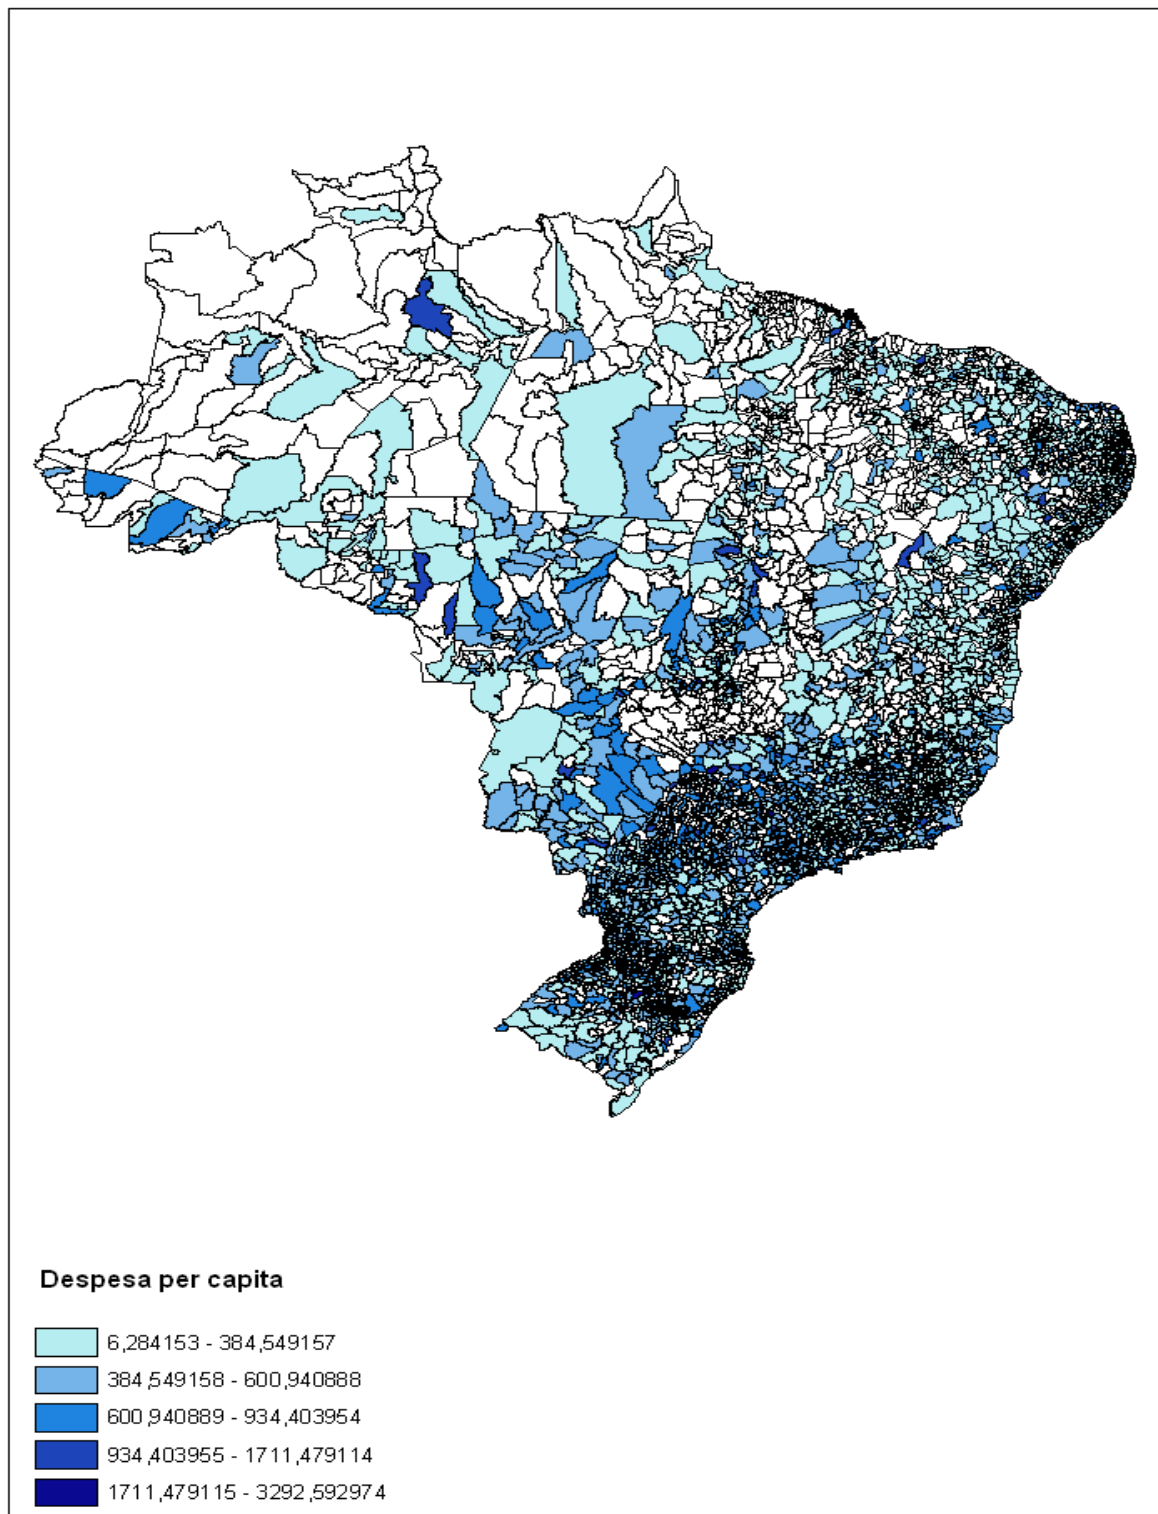 Despesa per capita
6,284153 - 384,549157
384,549158 - 600,940888
600,940889 - 934,403954
934,403955 - 1711,479114
1711,479115 - 3292,592974